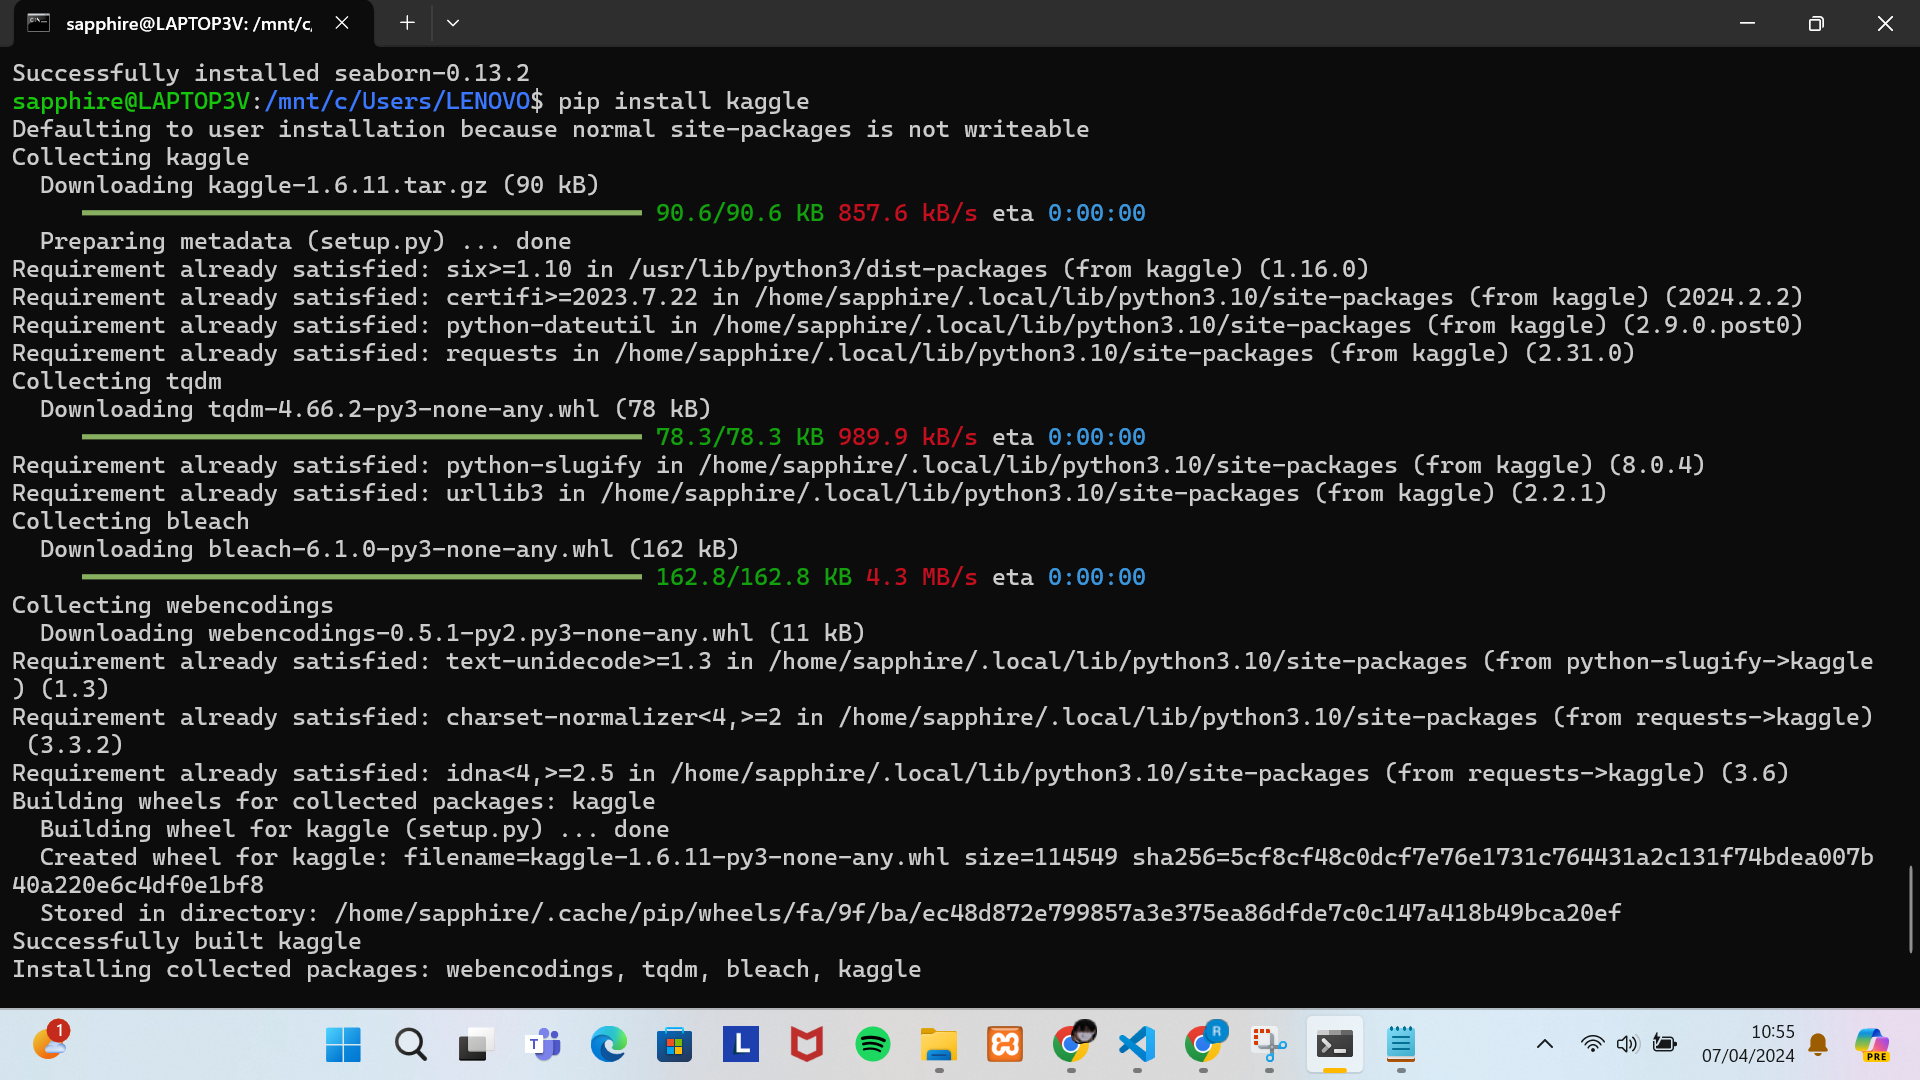 sapphire@LAPTOP3V: /mnt/c/
Successfully installed seaborn-0.13.2
sapphire@LAPTOP3V:/mnt/c/Users/LENOVO$ pip install kaggle
Defaulting to user installation because normal site-packages is not writeable
Collecting kaggle
  Downloading kaggle-1.6.11.tar.gz (90 kB)
90.6/90.6 KB 857.6 kB/s eta 0:00:00
  Preparing metadata (setup.py) ... done
Requirement already satisfied: six>=1.10 in /usr/lib/python3/dist-packages (from kaggle) (1.16.0)
Requirement already satisfied: certifi>=2023.7.22 in /home/sapphire/.local/lib/python3.10/site-packages (from kaggle) (2024.2.2)
Requirement already satisfied: python-dateutil in /home/sapphire/.local/lib/python3.10/site-packages (from kaggle) (2.9.0.post0)
Requirement already satisfied: requests in /home/sapphire/.local/lib/python3.10/site-packages (from kaggle) (2.31.0)
Collecting tqdm
  Downloading tqdm-4.66.2-py3-none-any.whl (78 kB)
78.3/78.3 KB 989.9 kB/s eta 0:00:00
Requirement already satisfied: python-slugify in /home/sapphire/.local/lib/python3.10/site-packages (from kaggle) (8.0.4)
Requirement already satisfied: urllib3 in /home/sapphire/.local/lib/python3.10/site-packages (from kaggle) (2.2.1)
Collecting bleach
  Downloading bleach-6.1.0-py3-none-any.whl (162 kB)
162.8/162.8 KB 4.3 MB/s eta 0:00:00
Collecting webencodings
  Downloading webencodings-0.5.1-py2.py3-none-any.whl (11 kB)
Requirement already satisfied: text-unidecode>=1.3 in /home/sapphire/.local/lib/python3.10/site-packages (from python-slugify->kaggle
) (1.3)
Requirement already satisfied: charset-normalizer<4,>=2 in /home/sapphire/.local/lib/python3.10/site-packages (from requests->kaggle)
 (3.3.2)
Requirement already satisfied: idna<4,>=2.5 in /home/sapphire/.local/lib/python3.10/site-packages (from requests->kaggle) (3.6)
Building wheels for collected packages: kaggle
  Building wheel for kaggle (setup.py) ... done
  Created wheel for kaggle: filename=kaggle-1.6.11-py3-none-any.whl size=114549 sha256=5cf8cf48c0dcf7e76e1731c764431a2c131f74bdea007b
40a220e6c4df0e1bf8
  Stored in directory: /home/sapphire/.cache/pip/wheels/fa/9f/ba/ec48d872e799857a3e375ea86dfde7c0c147a418b49bca20ef
Successfully built kaggle
Installing collected packages: webencodings, tqdm, bleach, kaggle
1
T
L
R
10:55
07/04/2024
PRE